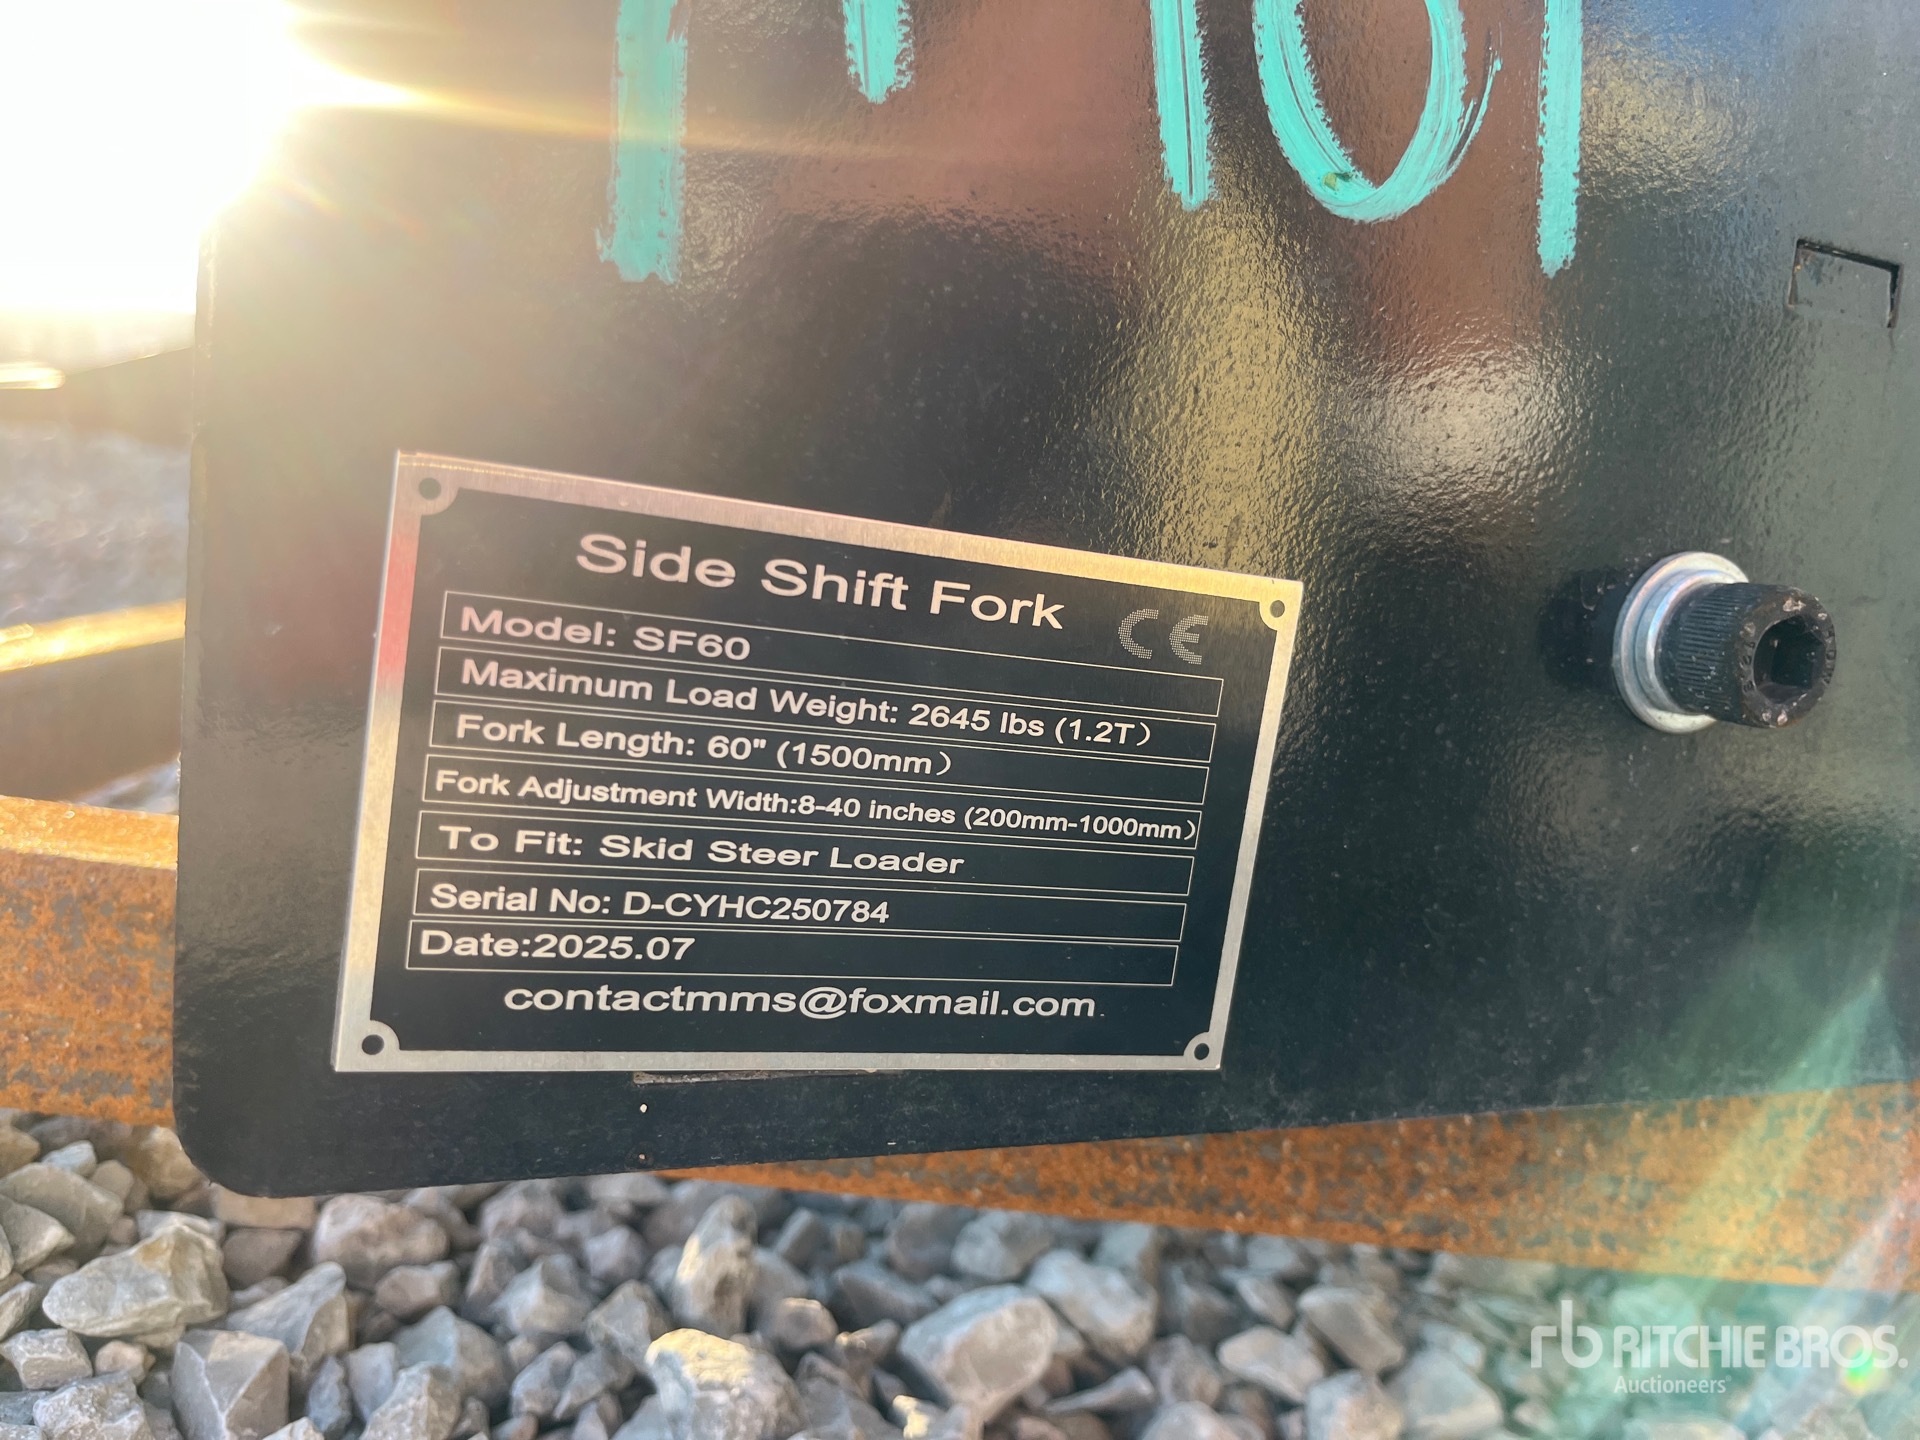 Side Shift Fork
CE
Model: SF60
Maximum Load Weight: 2645 lbs (1.2T)
Fork Length: 60" (1500mm)
Fork Adjustment Width:8-40 inches (200mm-1000mm)
To Fit: Skid Steer Loader
Serial No: D-CYHC250784
Date:2025.07
contactmms@foxmail.com
rb RITCHIE BROS.
Auctioneers